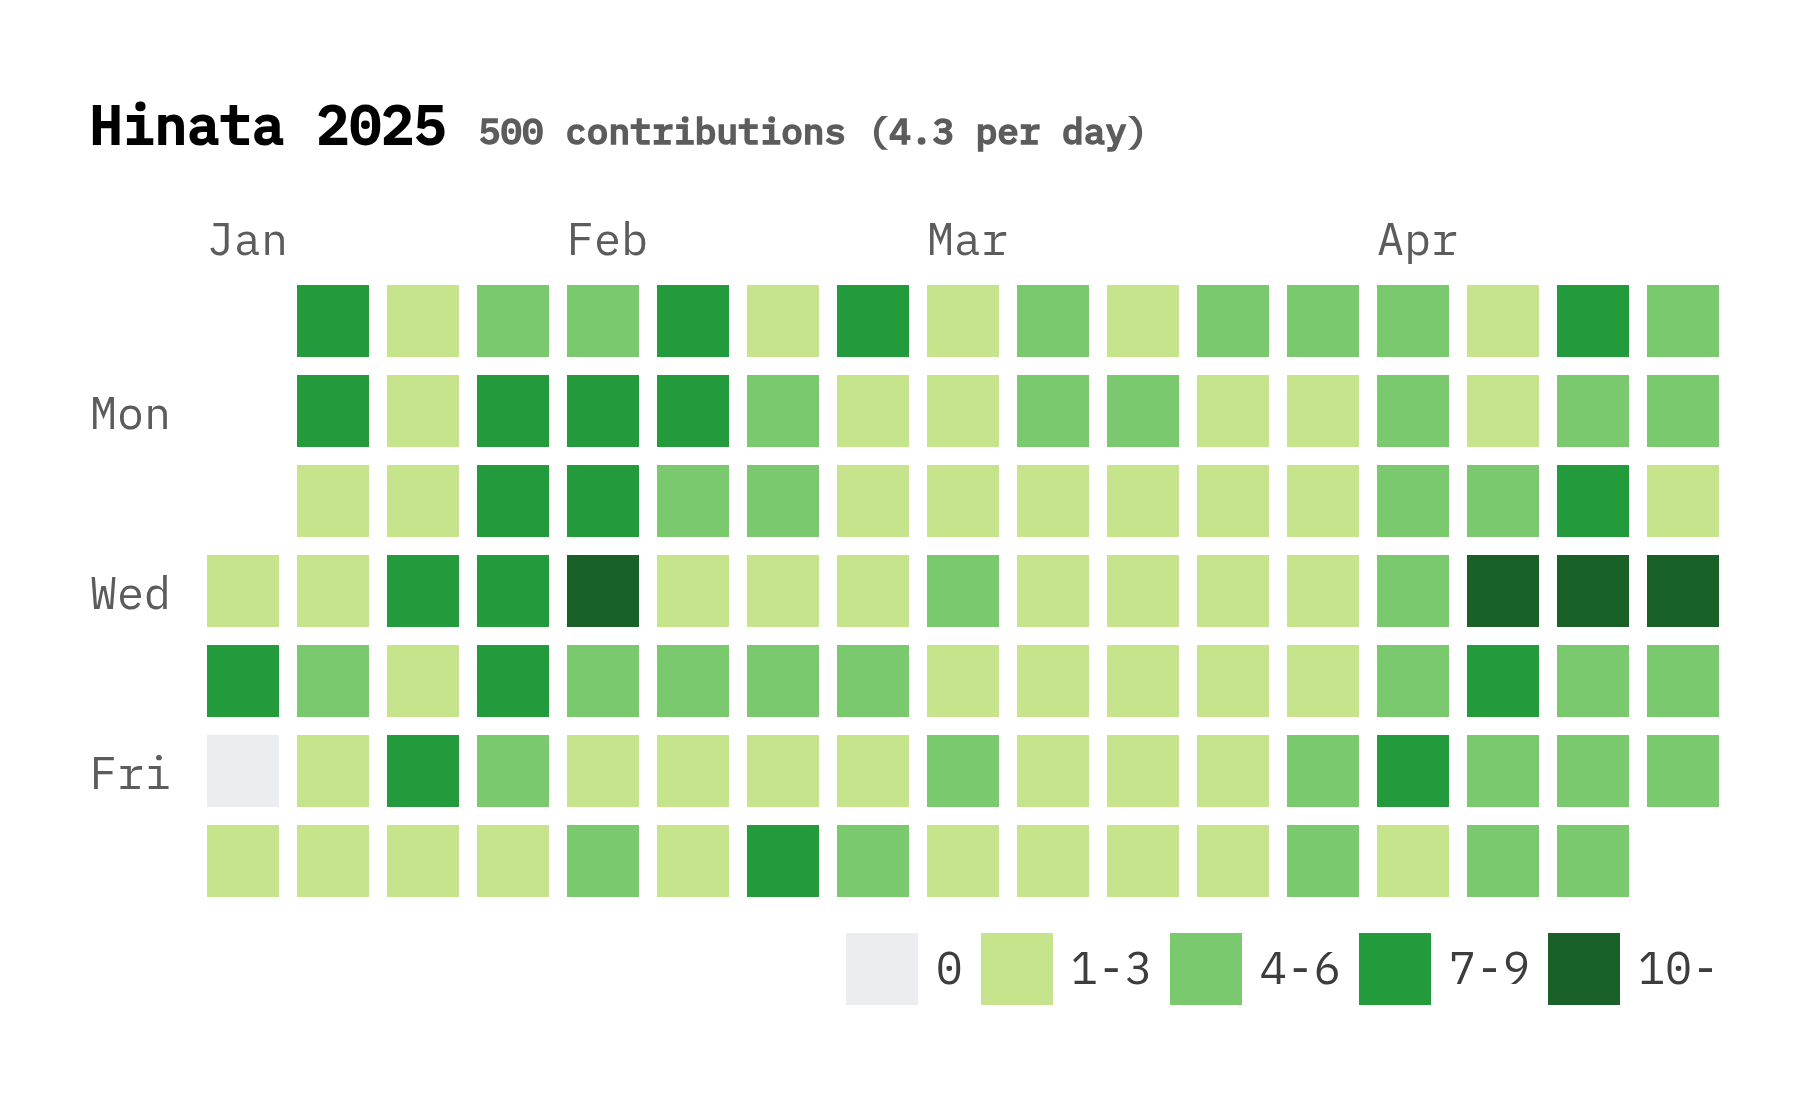 Hinata 2025 500 contributions (4.3 per day)
Jan Feb Mar Apr
Mon
Wed
Fri
0 1-3 4-6 7-9 10-